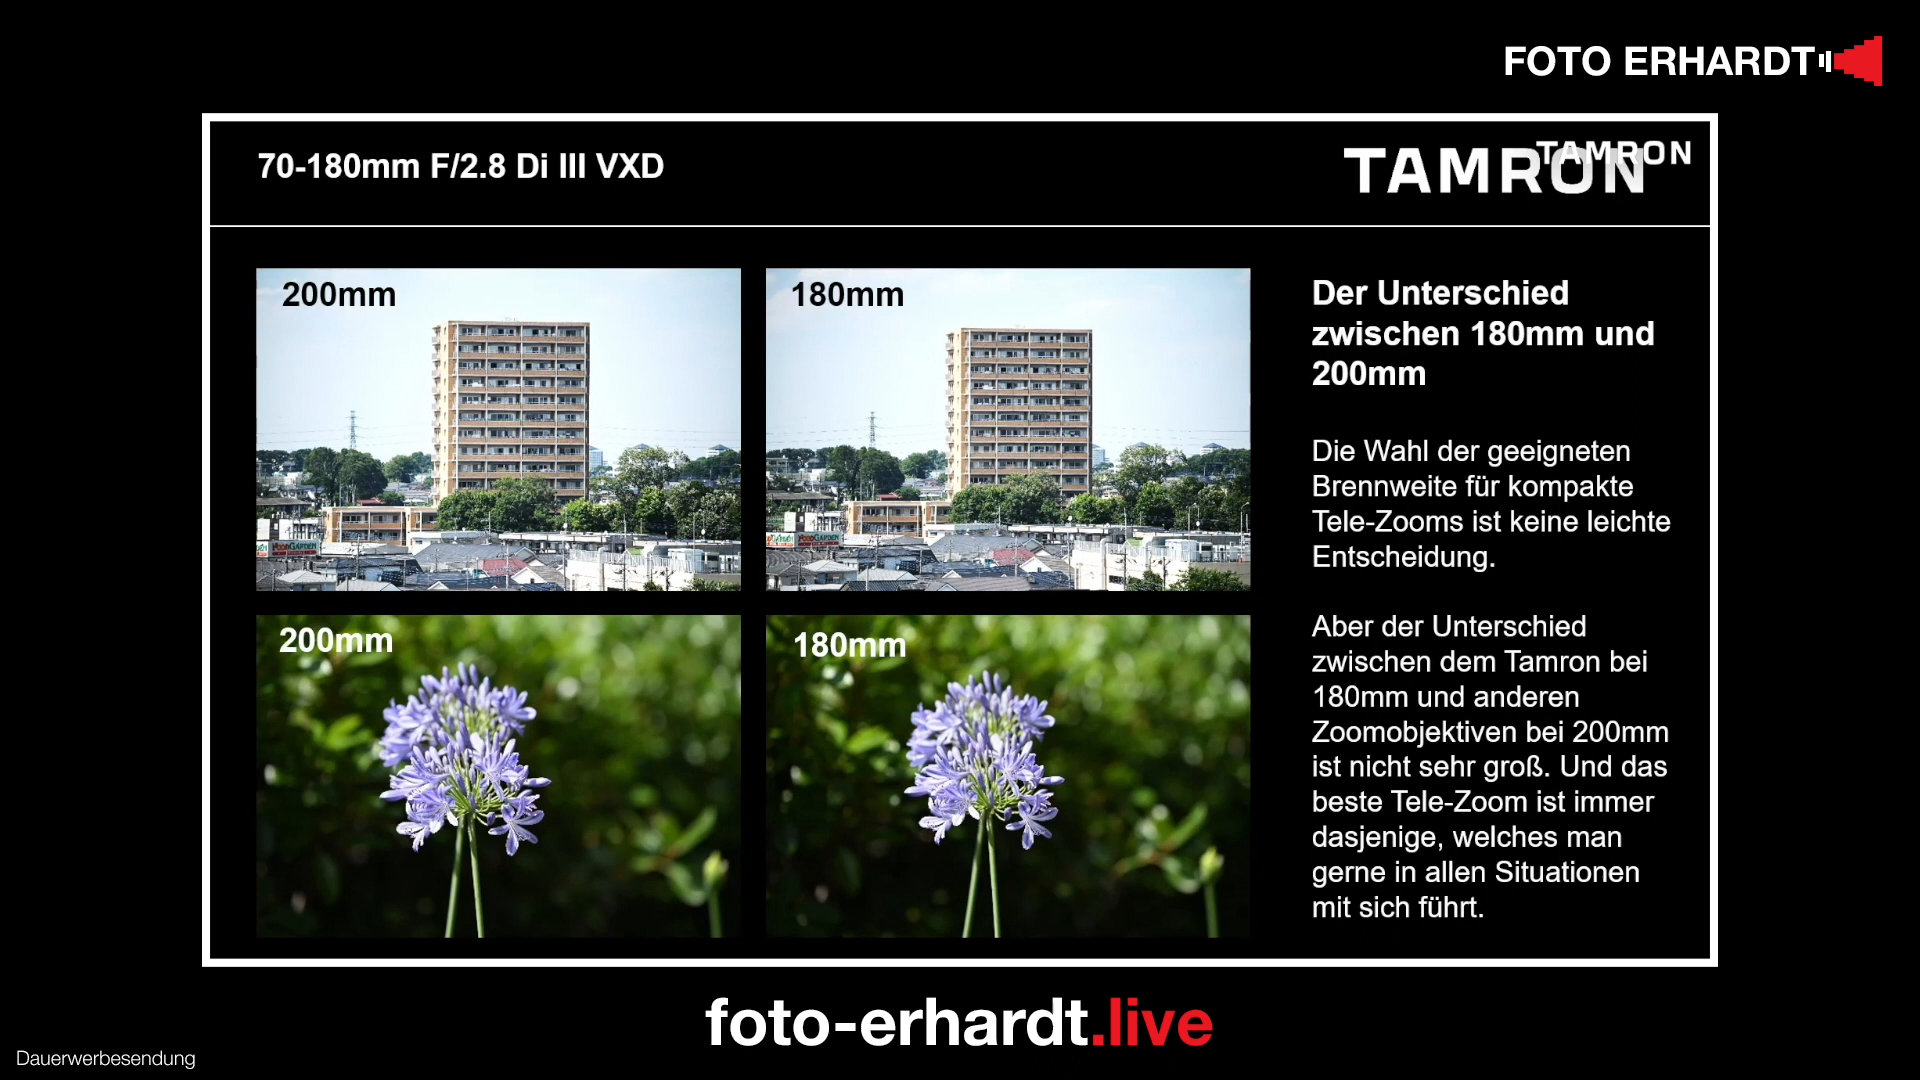 FOTO ERHARDT
70-180mm F/2.8 Di III VXD
TAMRON
TAMRON
200mm
180mm
FOODGARDEN
FOODGARDEN
200mm
180mm
Der Unterschied
zwischen 180mm und
200mm
Die Wahl der geeigneten
Brennweite für kompakte
Tele-Zooms ist keine leichte
Entscheidung.
Aber der Unterschied
zwischen dem Tamron bei
180mm und anderen
Zoomobjektiven bei 200mm
ist nicht sehr groß. Und das
beste Tele-Zoom ist immer
dasjenige, welches man
gerne in allen Situationen
mit sich führt.
foto-erhardt.live
Dauerwerbesendung